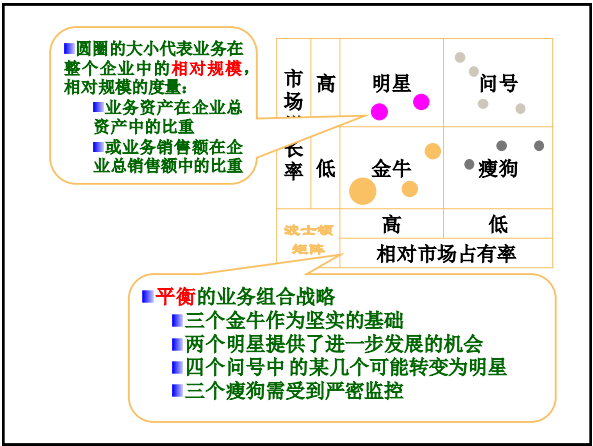 圆圈的大小代表业务在
整个企业中的相对规模，
相对规模的度量：
业务资产在企业总
资产中的比重
或业务销售额在企
业总销售额中的比重
市场
长率
高
明星
问号
低
金牛
瘦狗
波士顿
矩阵
高
低
相对市场占有率
平衡的业务组合战略
三个金牛作为坚实的基础
两个明星提供了进一步发展的机会
四个问号中的某几个可能转变为明星
三个瘦狗需受到严密监控